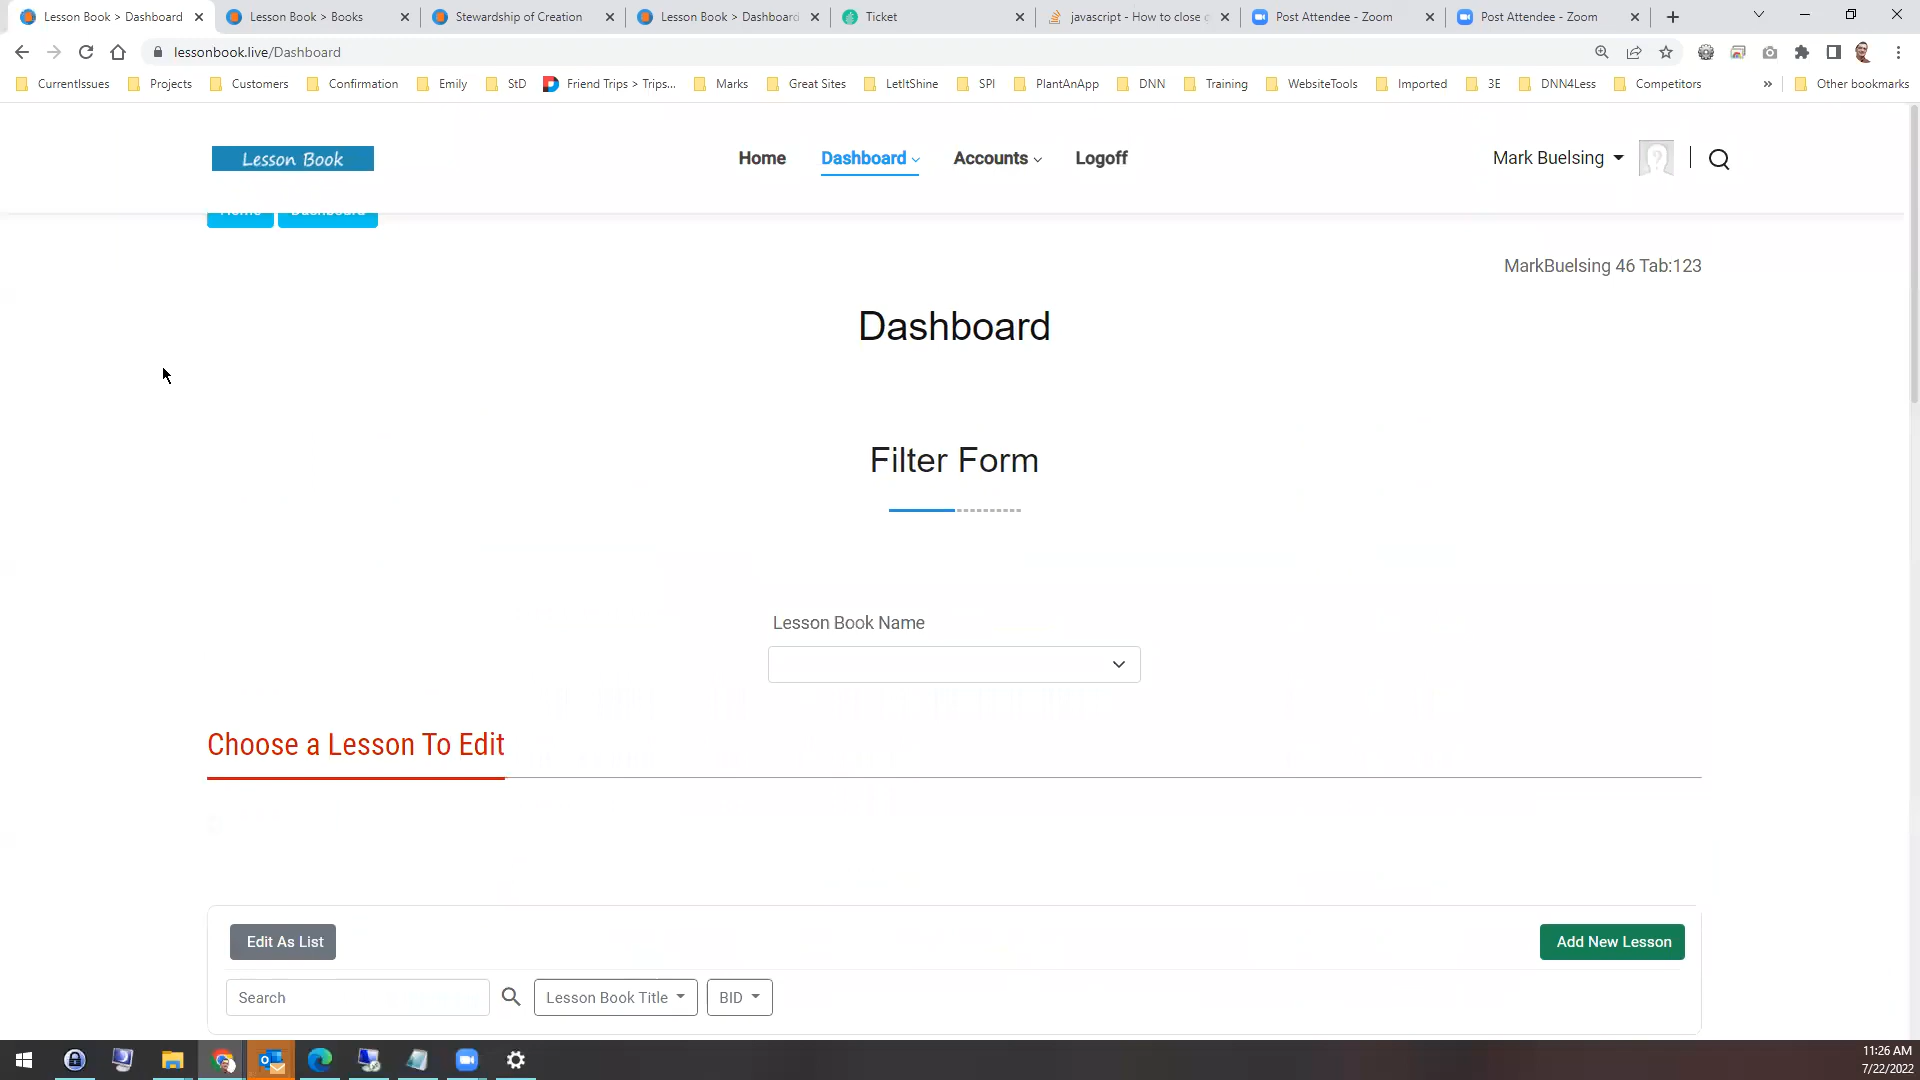 Lesson Book > Dashboard
Lesson Book > Books
Stewardship of Creation
Lesson Book > Dashboard
Ticket
javascript - How to close
Post Attendee - Zoom
Post Attendee - Zoom
lessonbook.live/Dashboard
CurrentIssues
Projects
Customers
Confirmation
Emily
StD
Friend Trips > Trips...
Marks
Great Sites
LetItShine
SPI
PlantAnApp
DNN
Training
WebsiteTools
Imported
3E
DNN4Less
Competitors
»
Other bookmarks
Lesson Book
Home
Dashboard
Accounts
Logoff
Mark Buelsing
Home
Dashboard
MarkBuelsing 46 Tab:123
Dashboard
Filter Form
Lesson Book Name
Choose a Lesson To Edit
Edit As List
Add New Lesson
Search
Lesson Book Title
BID
11:26 AM
7/22/2022